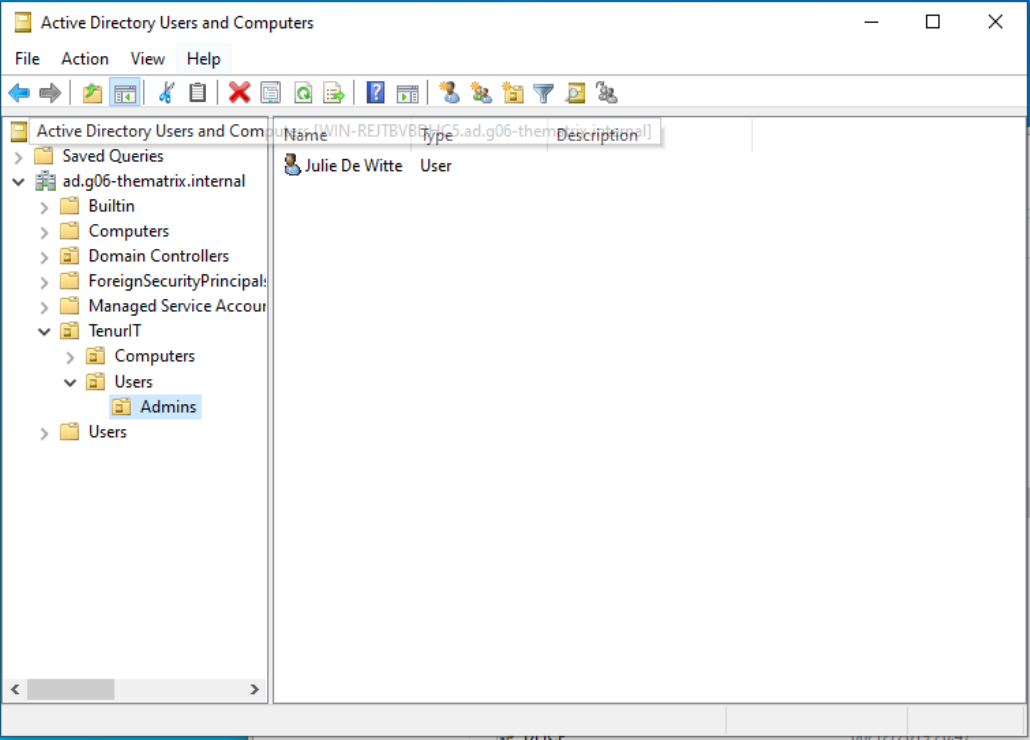 Active Directory Users and Computers
File Action View Help
Active Directory Users and Computers [WIN-REJTBVB
.ad.g06-thematrix.internal]
Name Type Description
Saved Queries
Julie De Witte User
ad.g06-thematrix.internal
Builtin
Computers
Domain Controllers
ForeignSecurityPrincipals
Managed Service Accour
TenurIT
Computers
Users
Admins
Users